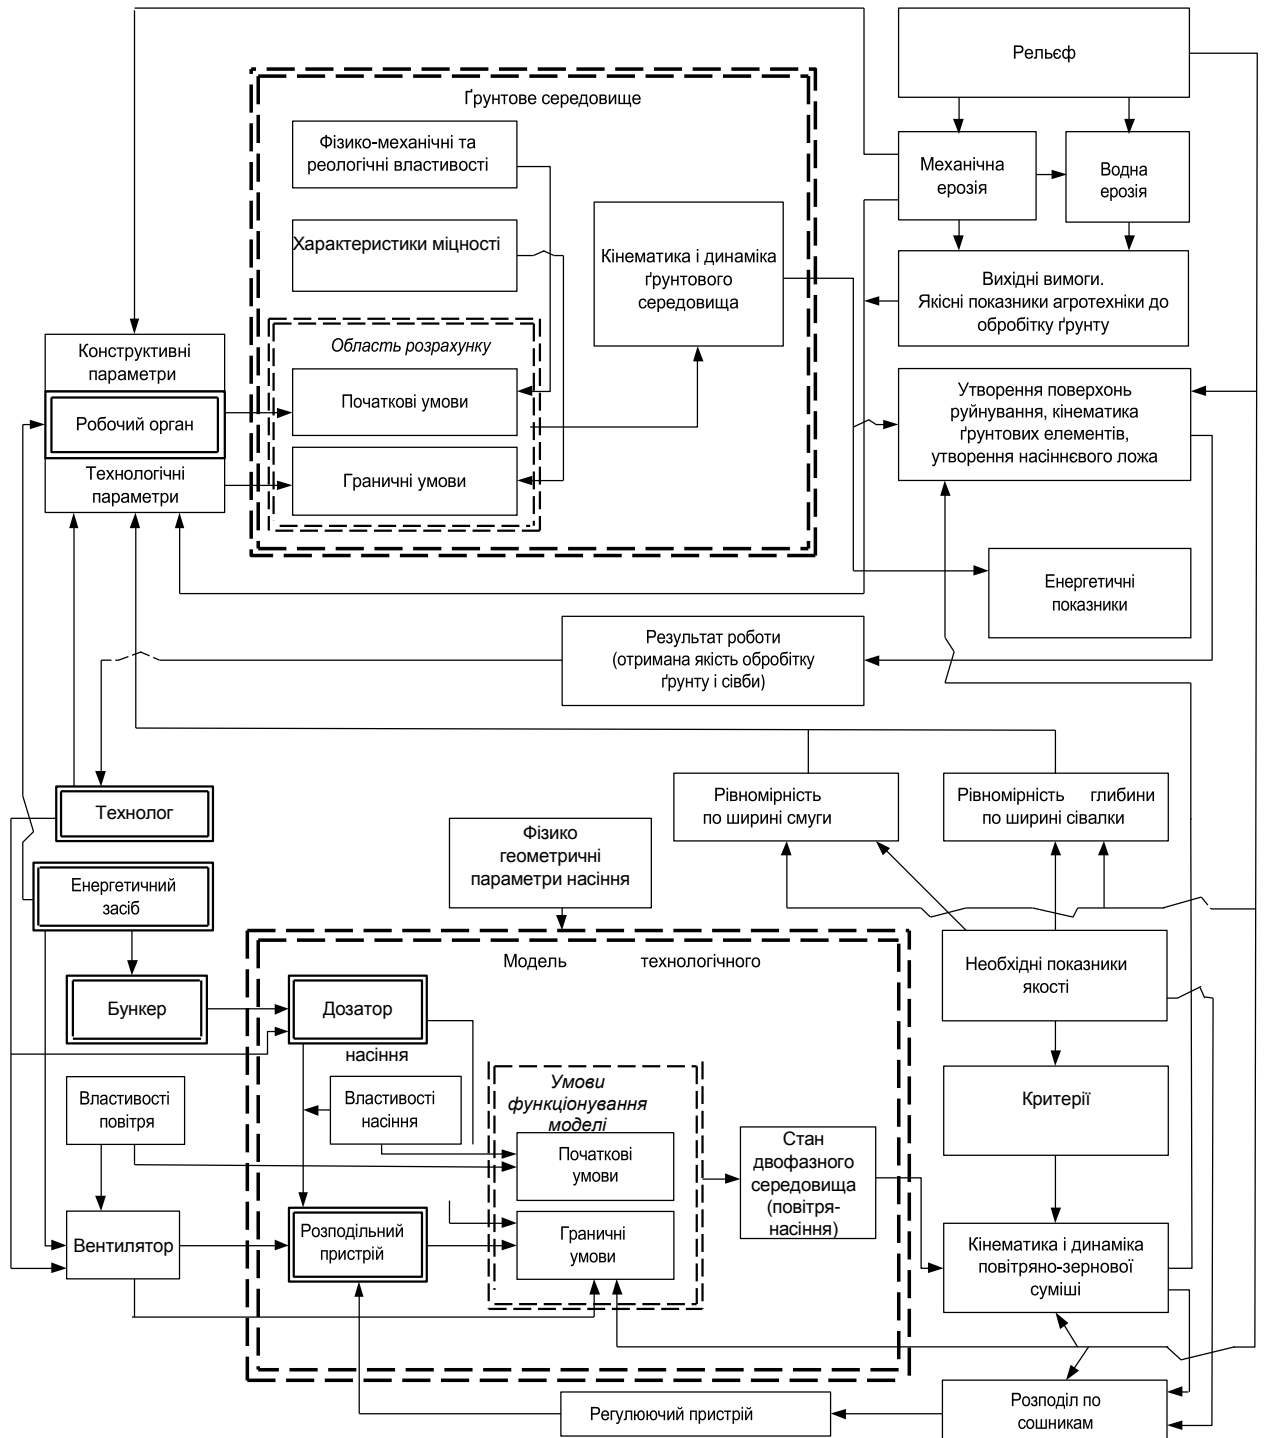 Рельєф
Ґрунтове середовище
Фізико-механічні та
реологічні властивості
Механічна
ерозія
Водна
ерозія
Характеристики міцності
Кінематика і динаміка
ґрунтового
середовища
Вихідні вимоги.
Якісні показники агротехніки до
обробітку ґрунту
Область розрахунку
Конструктивні
параметри
Початкові умови
Робочий орган
Утворення поверхонь
руйнування, кінематика
ґрунтових елементів,
утворення насіннєвого ложа
Технологічні
параметри
Граничні умови
Енергетичні
показники
Результат роботи
(отримана якість обробітку
ґрунту і сівби)
Технолог
Рівномірність
по ширині смуги
Рівномірність глибини
по ширині сівалки
Фізико
геометричні
параметри насіння
Енергетичний
засіб
Модель технологічного
Необхідні показники
якості
Бункер
Дозатор
насіння
Умови
функціонування
моделі
Властивості
повітря
Властивості
насіння
Критерії
Початкові
умови
Стан
двофазного
середовища
(повітря-
насіння)
Вентилятор
Розподільний
пристрій
Граничні
умови
Кінематика і динаміка
повітряно-зернової
суміші
Регулюючий пристрій
Розподіл по
сошникам